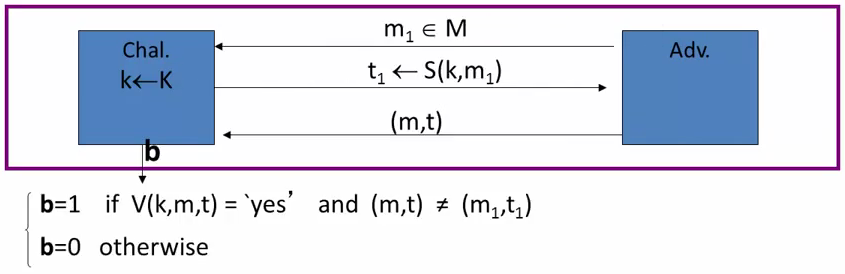 m₁ ∈ M
Chal.
Adv.
k←K
t₁ ← S(k,m₁)
(m,t)
b
b=1 if V(k,m,t) = `yes’ and (m,t) ≠ (m₁,t₁)
b=0 otherwise